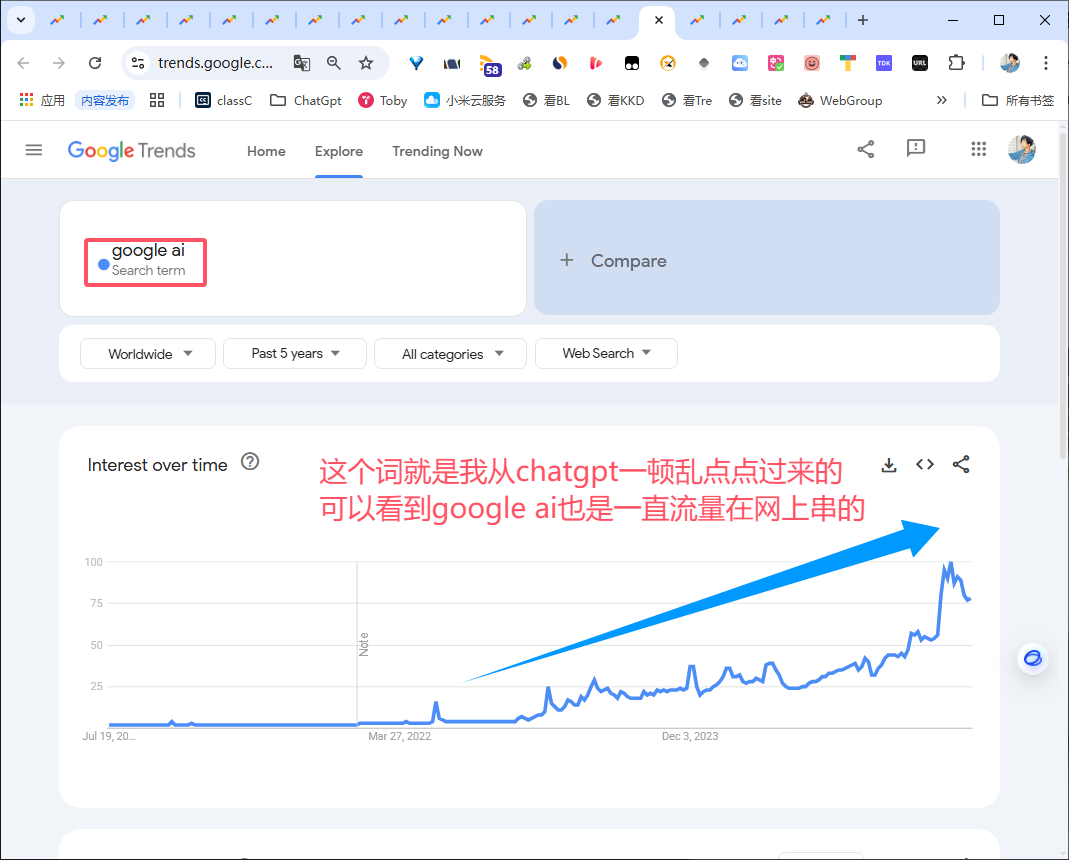 trends.google.c...
58
TDK
URL
应用
内容发布
classC
ChatGpt
Toby
小米云服务
看BL
看KKD
看Tre
看site
WebGroup
所有书签
Google Trends
Home
Explore
Trending Now
google ai
Search term
+ Compare
Worldwide
Past 5 years
All categories
Web Search
Interest over time
这个词就是我从chatgpt一顿乱点点过来的
可以看到google ai也是一直流量在网上串的
100
75
50
25
Note
Jul 19, 20...
Mar 27, 2022
Dec 3, 2023